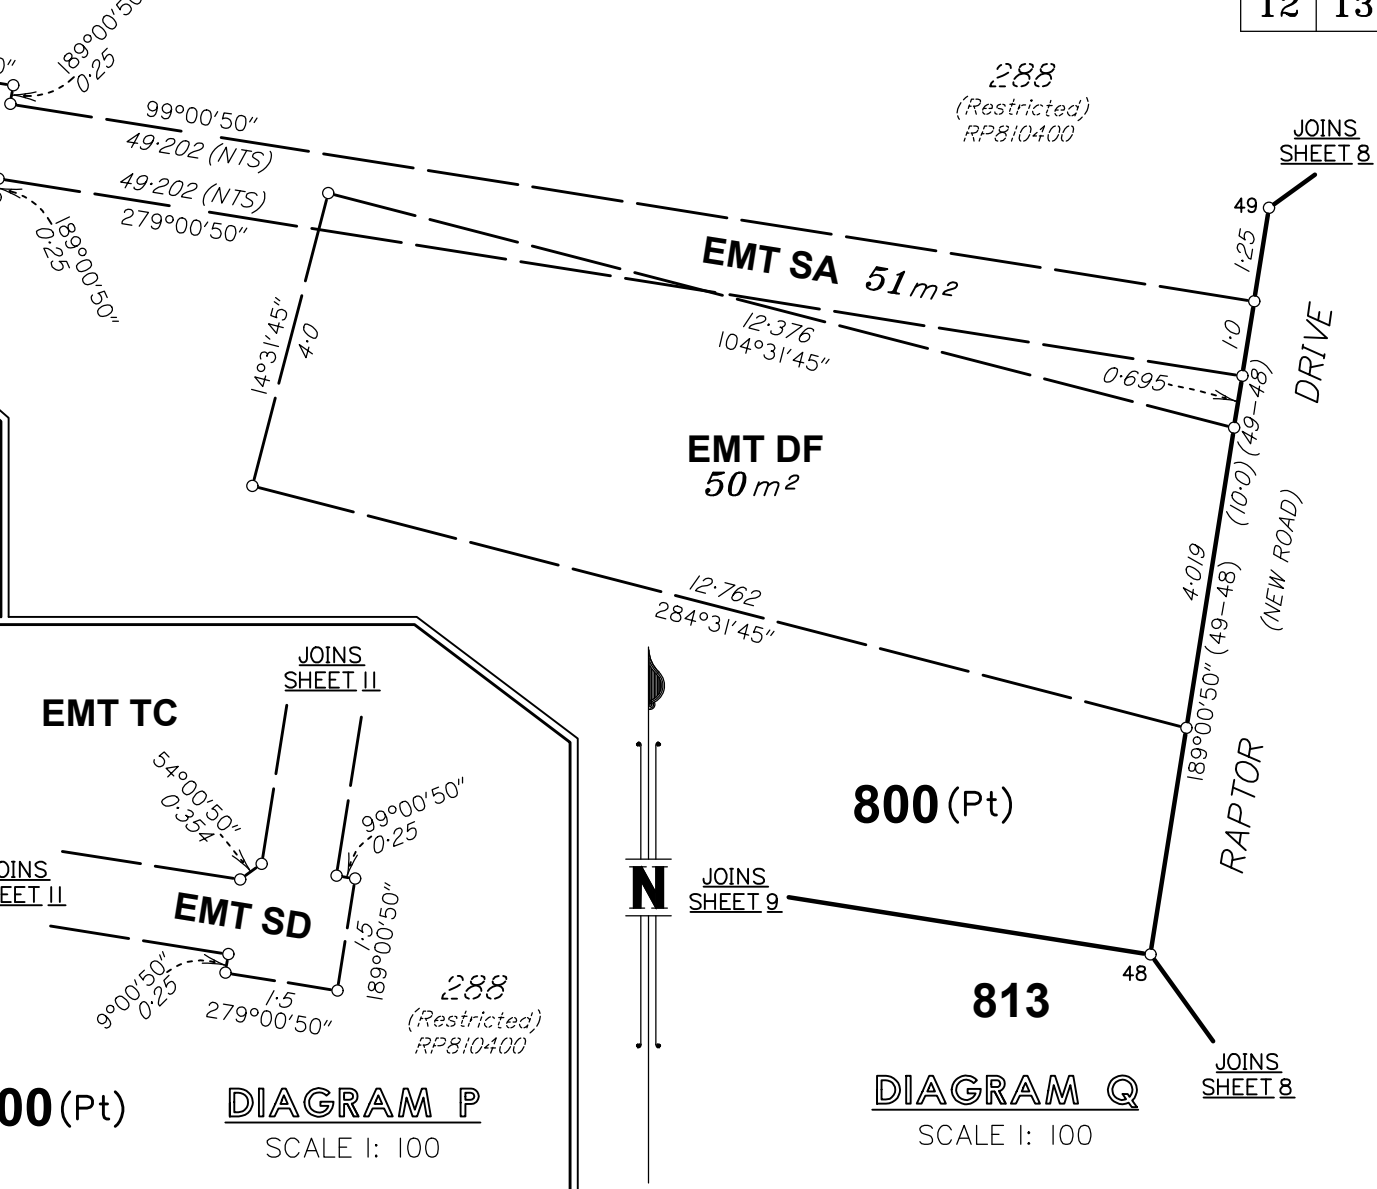 12 13
189°00'50"
0·25
99°00'50"
49·202 (NTS)
49·202 (NTS)
279°00'50"
189°00'50"
0·25
288
(Restricted)
RP810400
JOINS
SHEET 8
49
1·25
EMT SA 51m²
1·0
DRIVE
12·376
104°31'45"
0·695
14°31'45"
4·0
(10·0) (49-48)
EMT DF
50m²
(NEW ROAD)
4·019
189°00'50" (49-48)
12·762
284°31'45"
RAPTOR
JOINS
SHEET 11
EMT TC
54°00'50"
0·354
99°00'50"
0·25
800 (Pt)
N
JOINS
SHEET 9
EMT SD
1·5
189°00'50"
9°00'50"
0·25
1·5
279°00'50"
288
(Restricted)
RP810400
48
813
JOINS
SHEET 8
00 (Pt)
DIAGRAM P
SCALE 1: 100
DIAGRAM Q
SCALE 1: 100